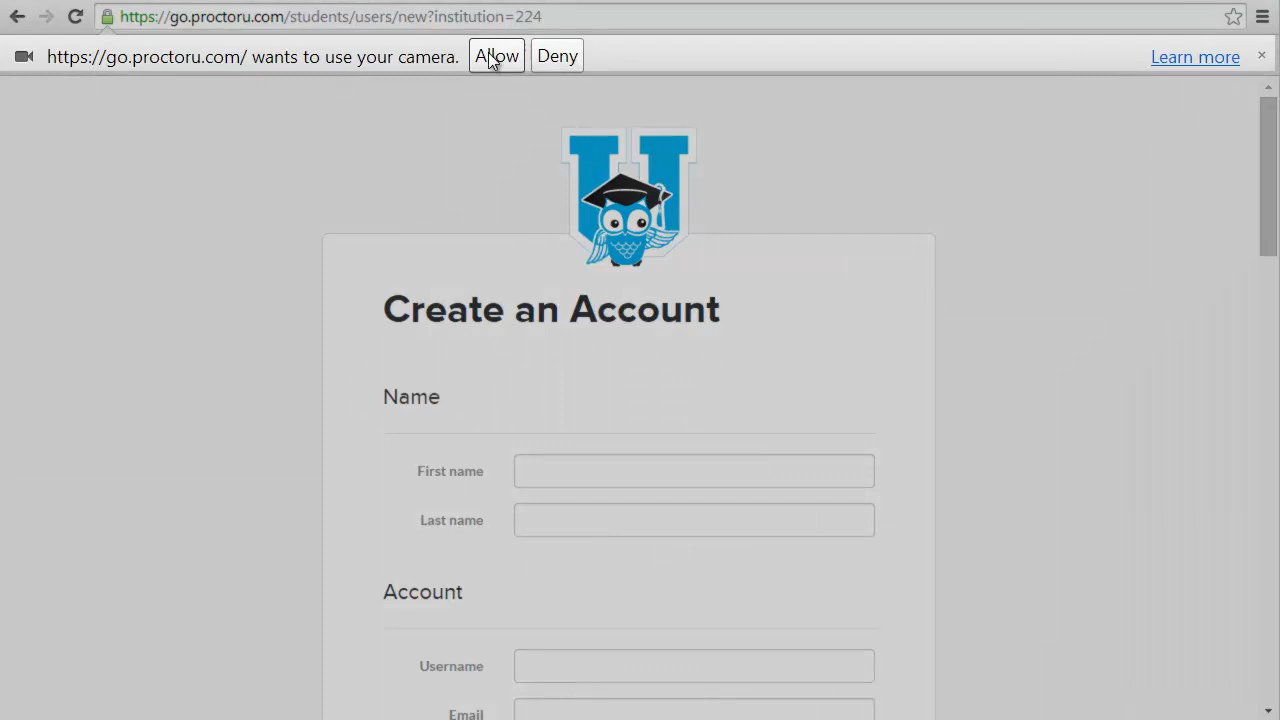 https://go.proctoru.com/students/users/new?institution=224
https://go.proctoru.com/ wants to use your camera. Allow Deny Learn more
U
Create an Account
Name
First name
Last name
Account
Username
Email